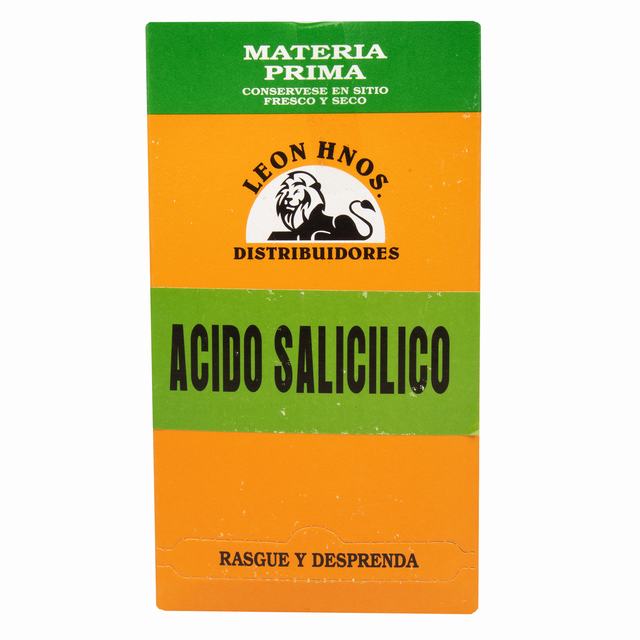 MATERIA
PRIMA
CONSERVESE EN SITIO
FRESCO Y SECO
LEON HNOS.
DISTRIBUIDORES
ACIDO SALICILICO
RASGUE Y DESPRENDA